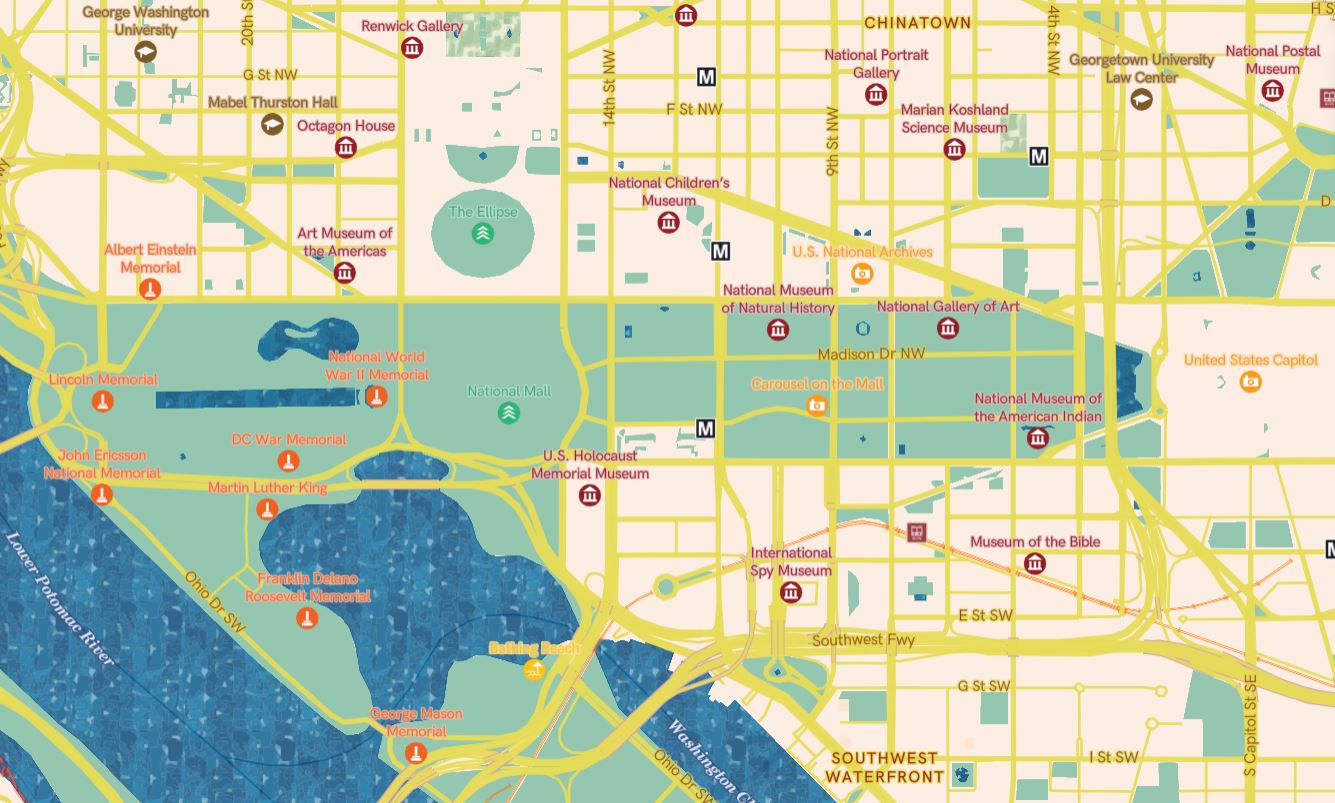 George Washington
University
20th S
Renwick Gallery
CHINATOWN
4th St NW
H S
National Portrait
Gallery
Georgetown University
Law Center
National Postal
Museum
G St NW
14th St NW
M
F St NW
Mabel Thurston Hall
Octagon House
9th St NW
Marian Koshland
Science Museum
M
National Children's
Museum
D
The Ellipse
Art Museum of
the Americas
Albert Einstein
Memorial
M
U.S. National Archives
National Museum
of Natural History
National Gallery of Art
Madison Dr NW
National World
War II Memorial
United States Capitol
Lincoln Memorial
National Mall
Carousel on the Mall
National Museum of
the American Indian
M
DC War Memorial
John Ericsson
National Memorial
U.S. Holocaust
Memorial Museum
Martin Luther King
Museum of the Bible
M
International
Spy Museum
Lower Potomac River
Ohio Dr SW
Franklin Delano
Roosevelt Memorial
E St SW
Southwest Fwy
Bathing Beach
G St SW
S Capitol St SE
George Mason
Memorial
Washington C
Ohio Dr SW
SOUTHWEST
WATERFRONT
I St SW